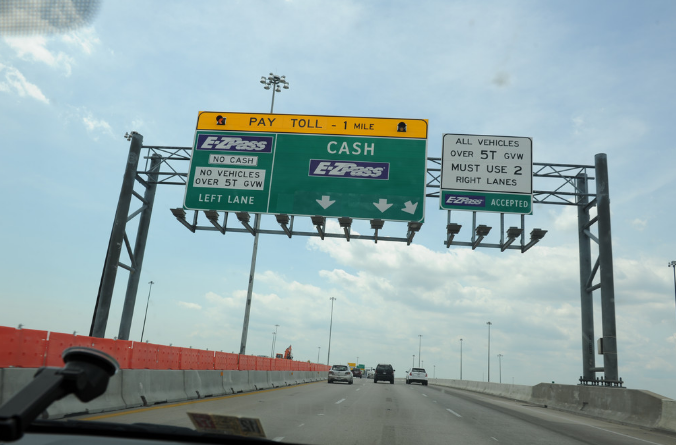 PAY TOLL - 1 MILE
E-ZPass
NO CASH
NO VEHICLES
OVER 5T GVW
LEFT LANE
CASH
E-ZPass
ALL VEHICLES
OVER 5T GVW
MUST USE 2
RIGHT LANES
E-ZPass ACCEPTED